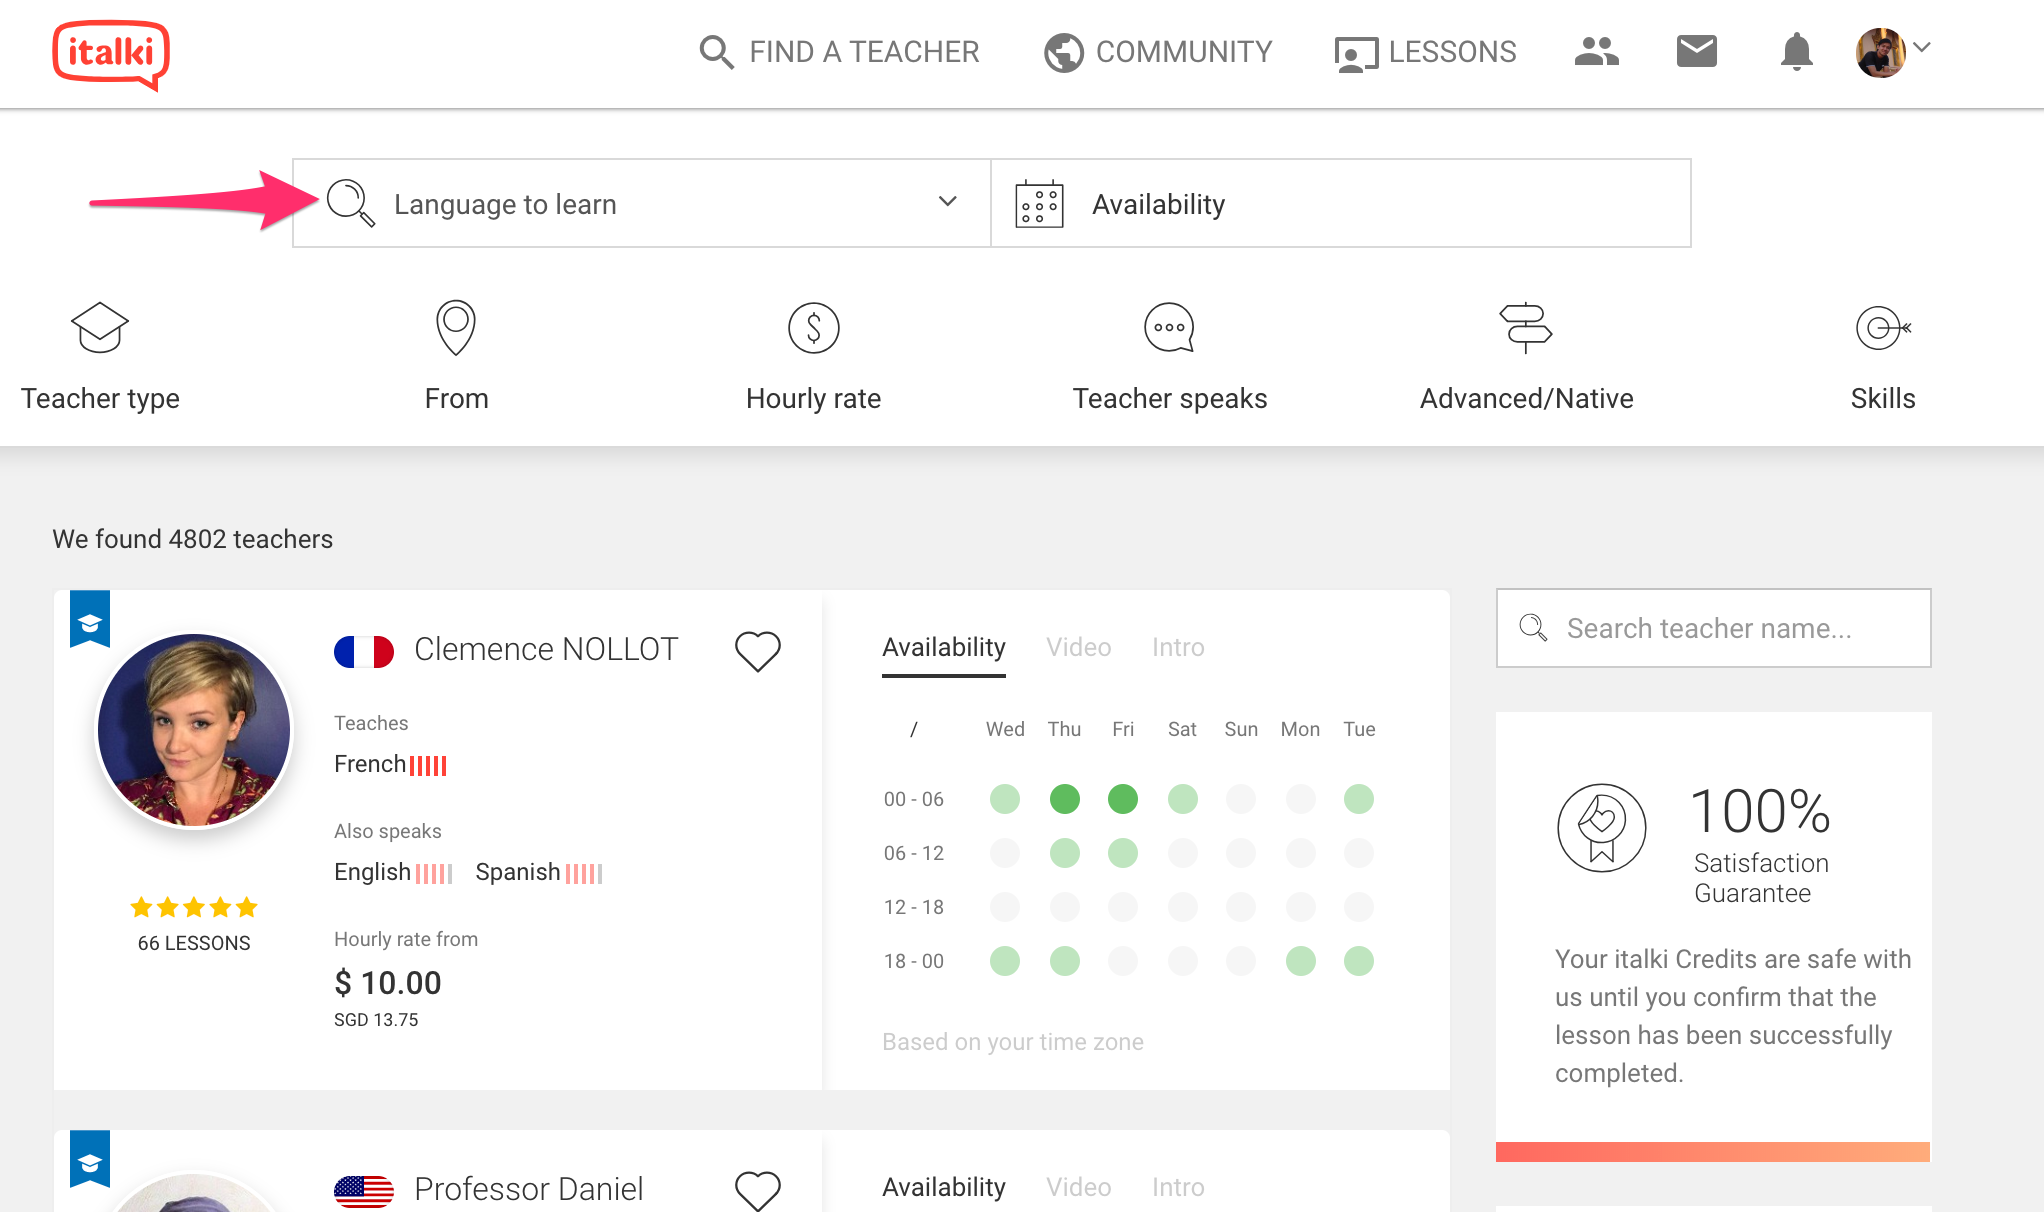 italki
FIND A TEACHER
COMMUNITY
LESSONS
Language to learn
Availability
Teacher type
From
Hourly rate
Teacher speaks
Advanced/Native
Skills
We found 4802 teachers
Clemence NOLLOT
Teaches
French
Also speaks
English Spanish
66 LESSONS
Hourly rate from
$ 10.00
SGD 13.75
Availability Video Intro
/ Wed Thu Fri Sat Sun Mon Tue
00 - 06
06 - 12
12 - 18
18 - 00
Based on your time zone
Search teacher name...
100%
Satisfaction
Guarantee
Your italki Credits are safe with
us until you confirm that the
lesson has been successfully
completed.
Professor Daniel
Availability Video Intro